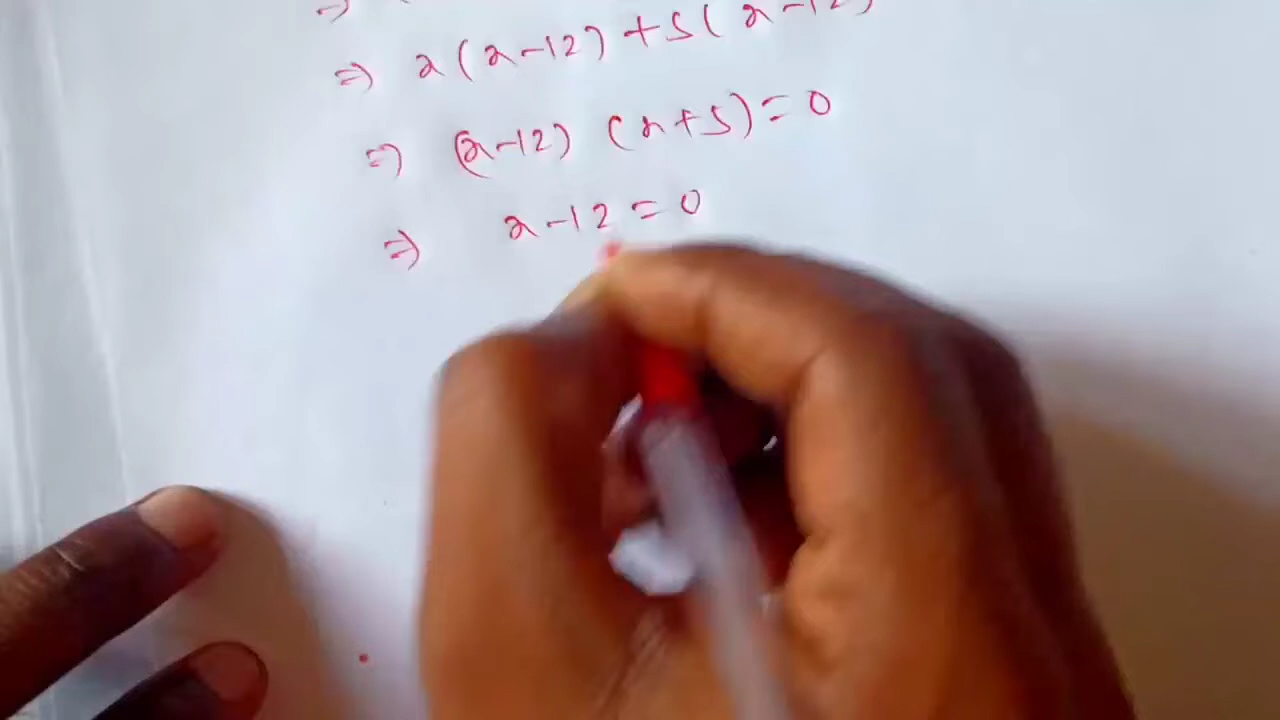 ⇒
⇒ x(x-12)+5(x-12)
⇒ (x-12) (x+5)=0
⇒ x-12=0